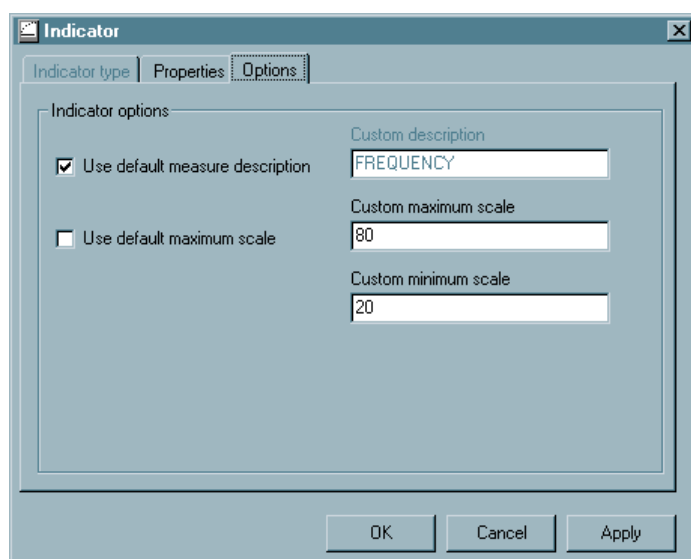 Indicator
Indicator type Properties Options
Indicator options
Custom description
Use default measure description FREQUENCY
Custom maximum scale
Use default maximum scale 80
Custom minimum scale
20
OK Cancel Apply